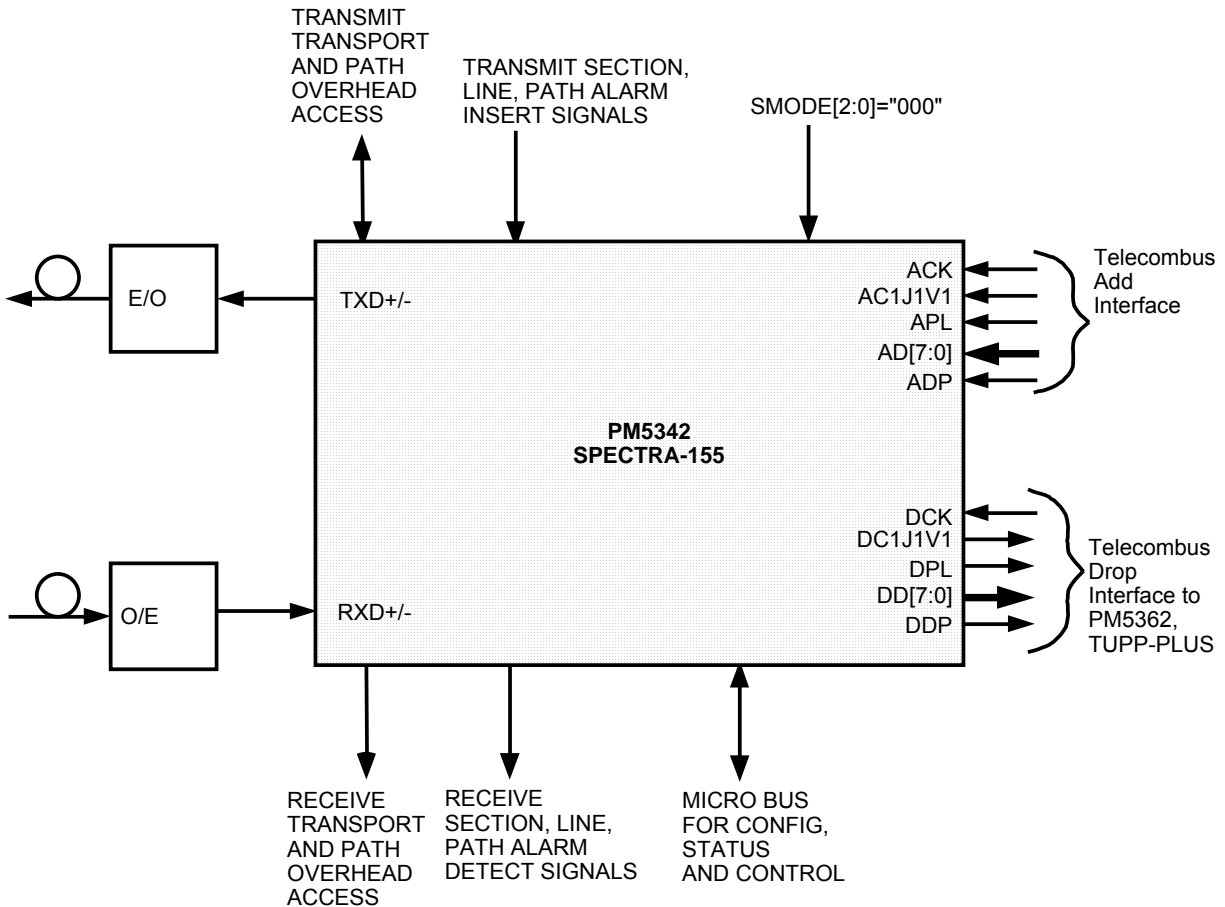 TRANSMIT
TRANSPORT
AND PATH
OVERHEAD
ACCESS
TRANSMIT SECTION,
LINE, PATH ALARM
INSERT SIGNALS
SMODE[2:0]="000"
E/O
TXD+/-
ACK
AC1J1V1
APL
AD[7:0]
ADP
Telecombus
Add
Interface
PM5342
SPECTRA-155
O/E
RXD+/-
DCK
DC1J1V1
DPL
DD[7:0]
DDP
Telecombus
Drop
Interface to
PM5362,
TUPP-PLUS
RECEIVE
TRANSPORT
AND PATH
OVERHEAD
ACCESS
RECEIVE
SECTION, LINE,
PATH ALARM
DETECT SIGNALS
MICRO BUS
FOR CONFIG,
STATUS
AND CONTROL